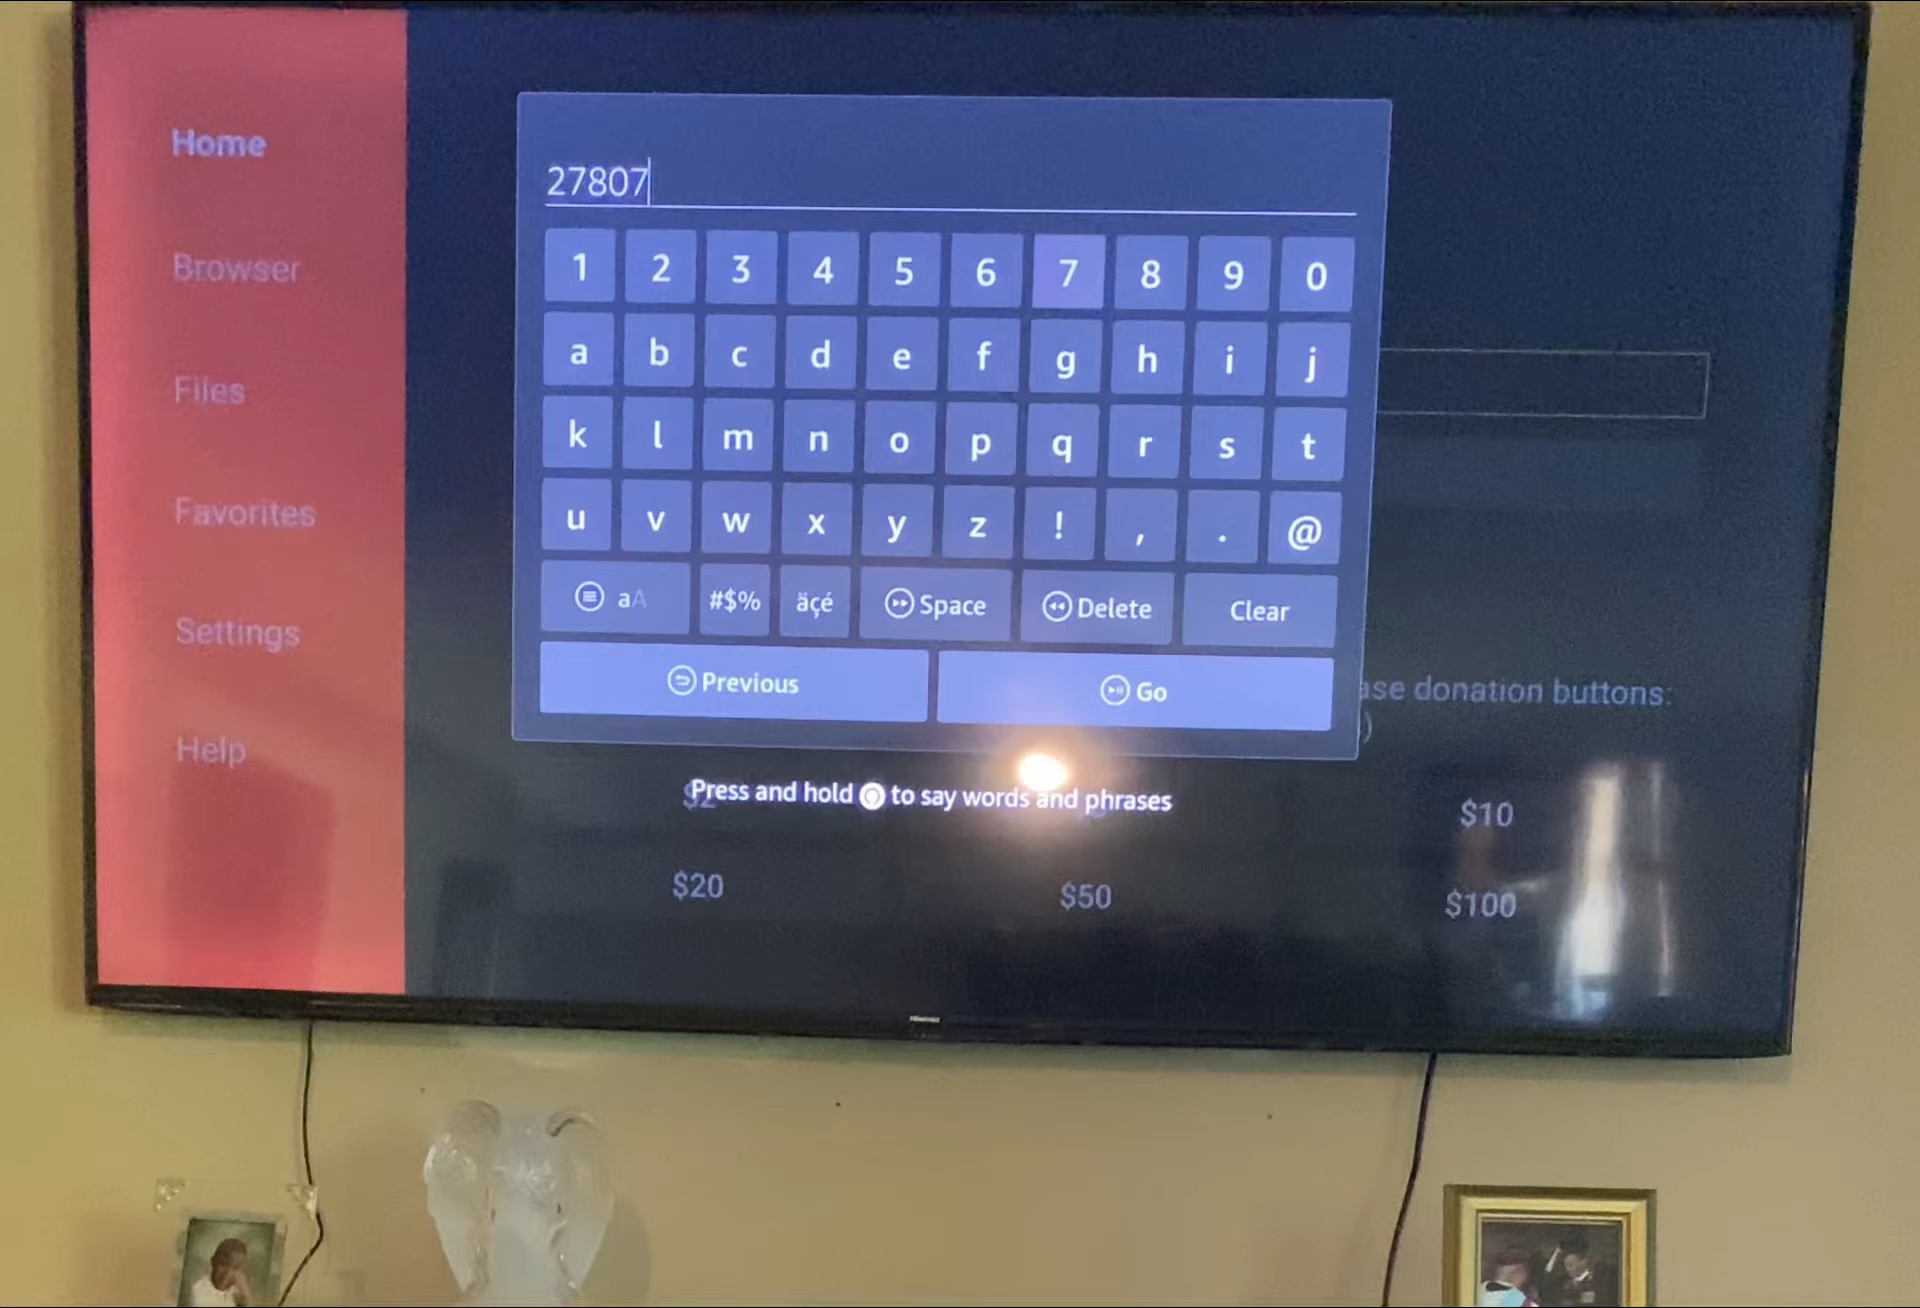 Home
Browser
Files
Favorites
Settings
Help
27807
1 2 3 4 5 6 7 8 9 0
a b c d e f g h i j
k l m n o p q r s t
u v w x y z ! , . @
aA #$% äçé Space Delete Clear
Previous Go
ase donation buttons:
)
Press and hold to say words and phrases
$2
$10
$20 $50 $100
Hisense